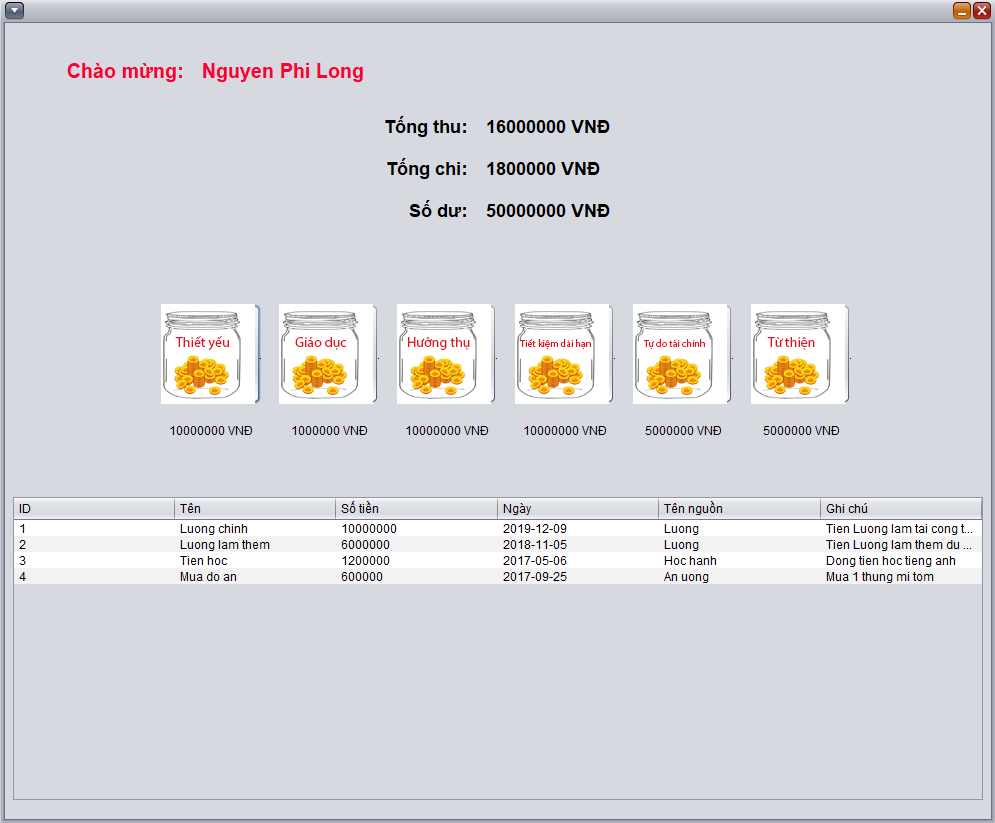 Chào mừng: Nguyen Phi Long
Tổng thu: 16000000 VNĐ
Tổng chi: 1800000 VNĐ
Số dư: 50000000 VNĐ
Thiết yếu Giáo dục Hưởng thụ Tiết kiệm dài hạn Tự do tài chính Từ thiện
10000000 VNĐ 1000000 VNĐ 10000000 VNĐ 10000000 VNĐ 5000000 VNĐ 5000000 VNĐ
ID Tên Số tiền Ngày Tên nguồn Ghi chú
1 Luong chinh 10000000 2019-12-09 Luong Tien Luong lam tai cong t...
2 Luong lam them 6000000 2018-11-05 Luong Tien Luong lam them du ...
3 Tien hoc 1200000 2017-05-06 Hoc hanh Dong tien hoc tieng anh
4 Mua do an 600000 2017-09-25 An uong Mua 1 thung mi tom